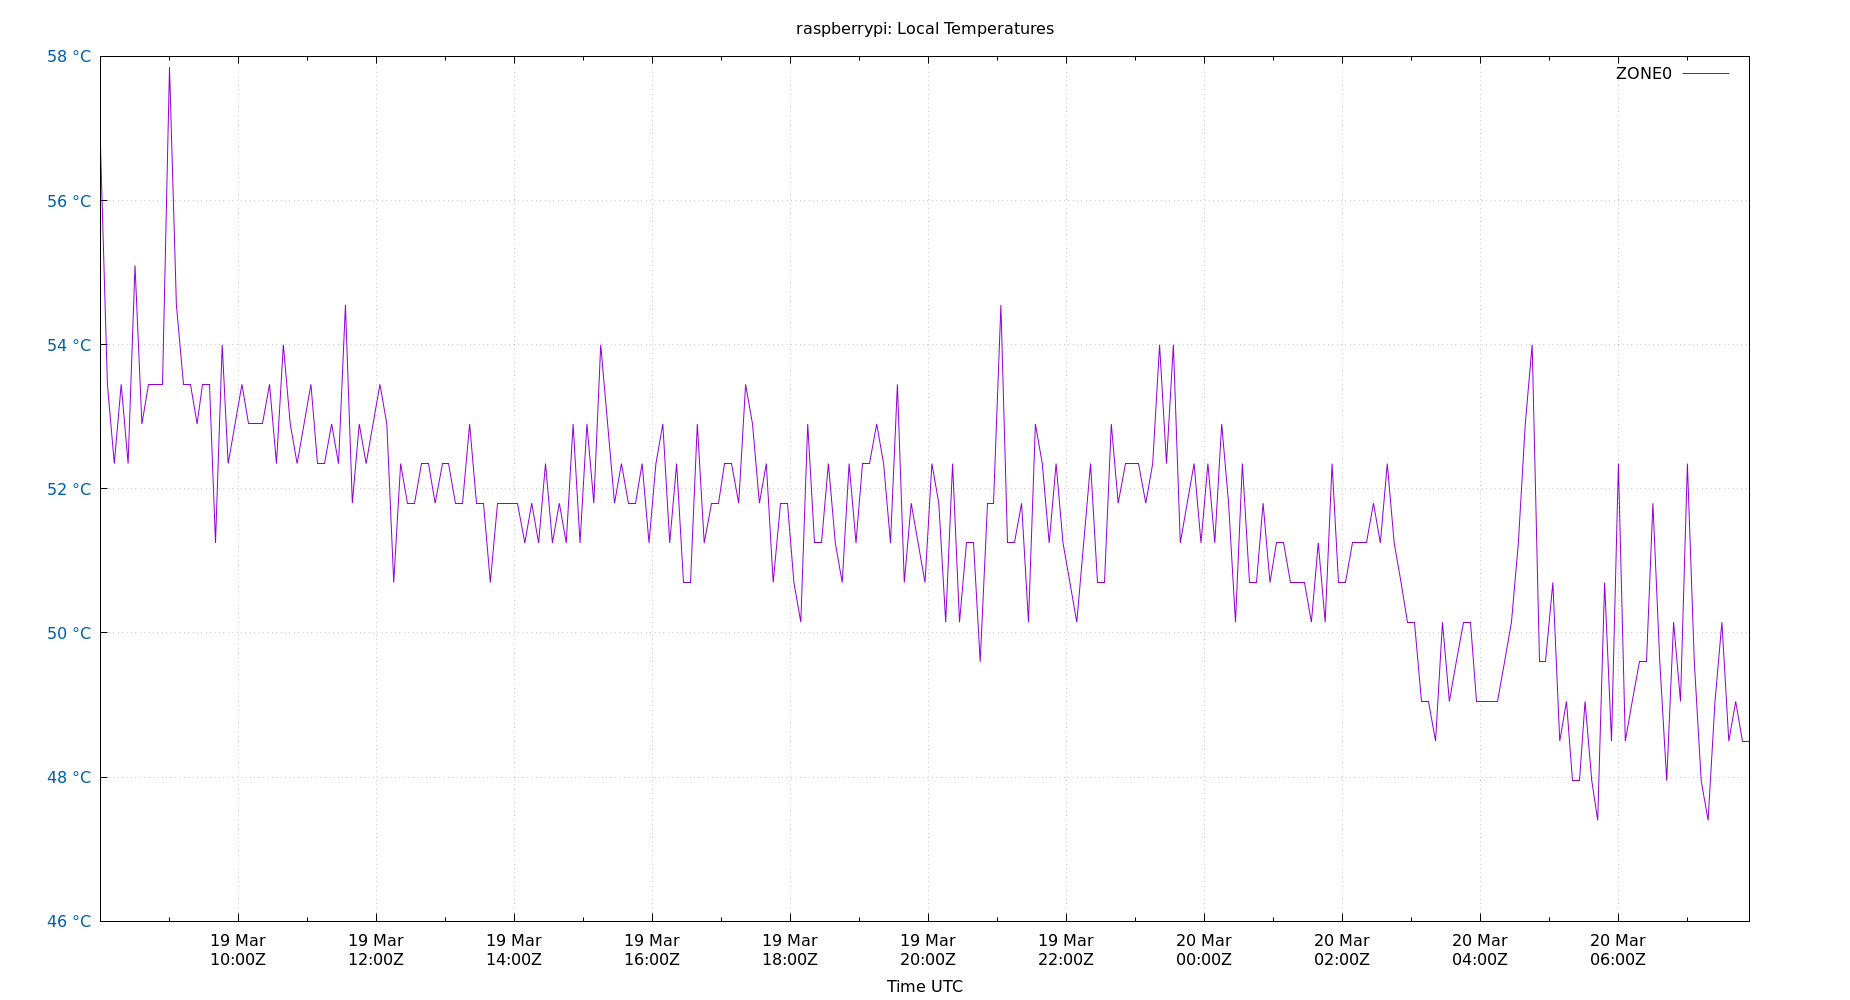 raspberrypi: Local Temperatures
58 °C
ZONE0
56 °C
54 °C
52 °C
50 °C
48 °C
46 °C
19 Mar 19 Mar 19 Mar 19 Mar 19 Mar 19 Mar 19 Mar 20 Mar 20 Mar 20 Mar 20 Mar
10:00Z 12:00Z 14:00Z 16:00Z 18:00Z 20:00Z 22:00Z 00:00Z 02:00Z 04:00Z 06:00Z
Time UTC